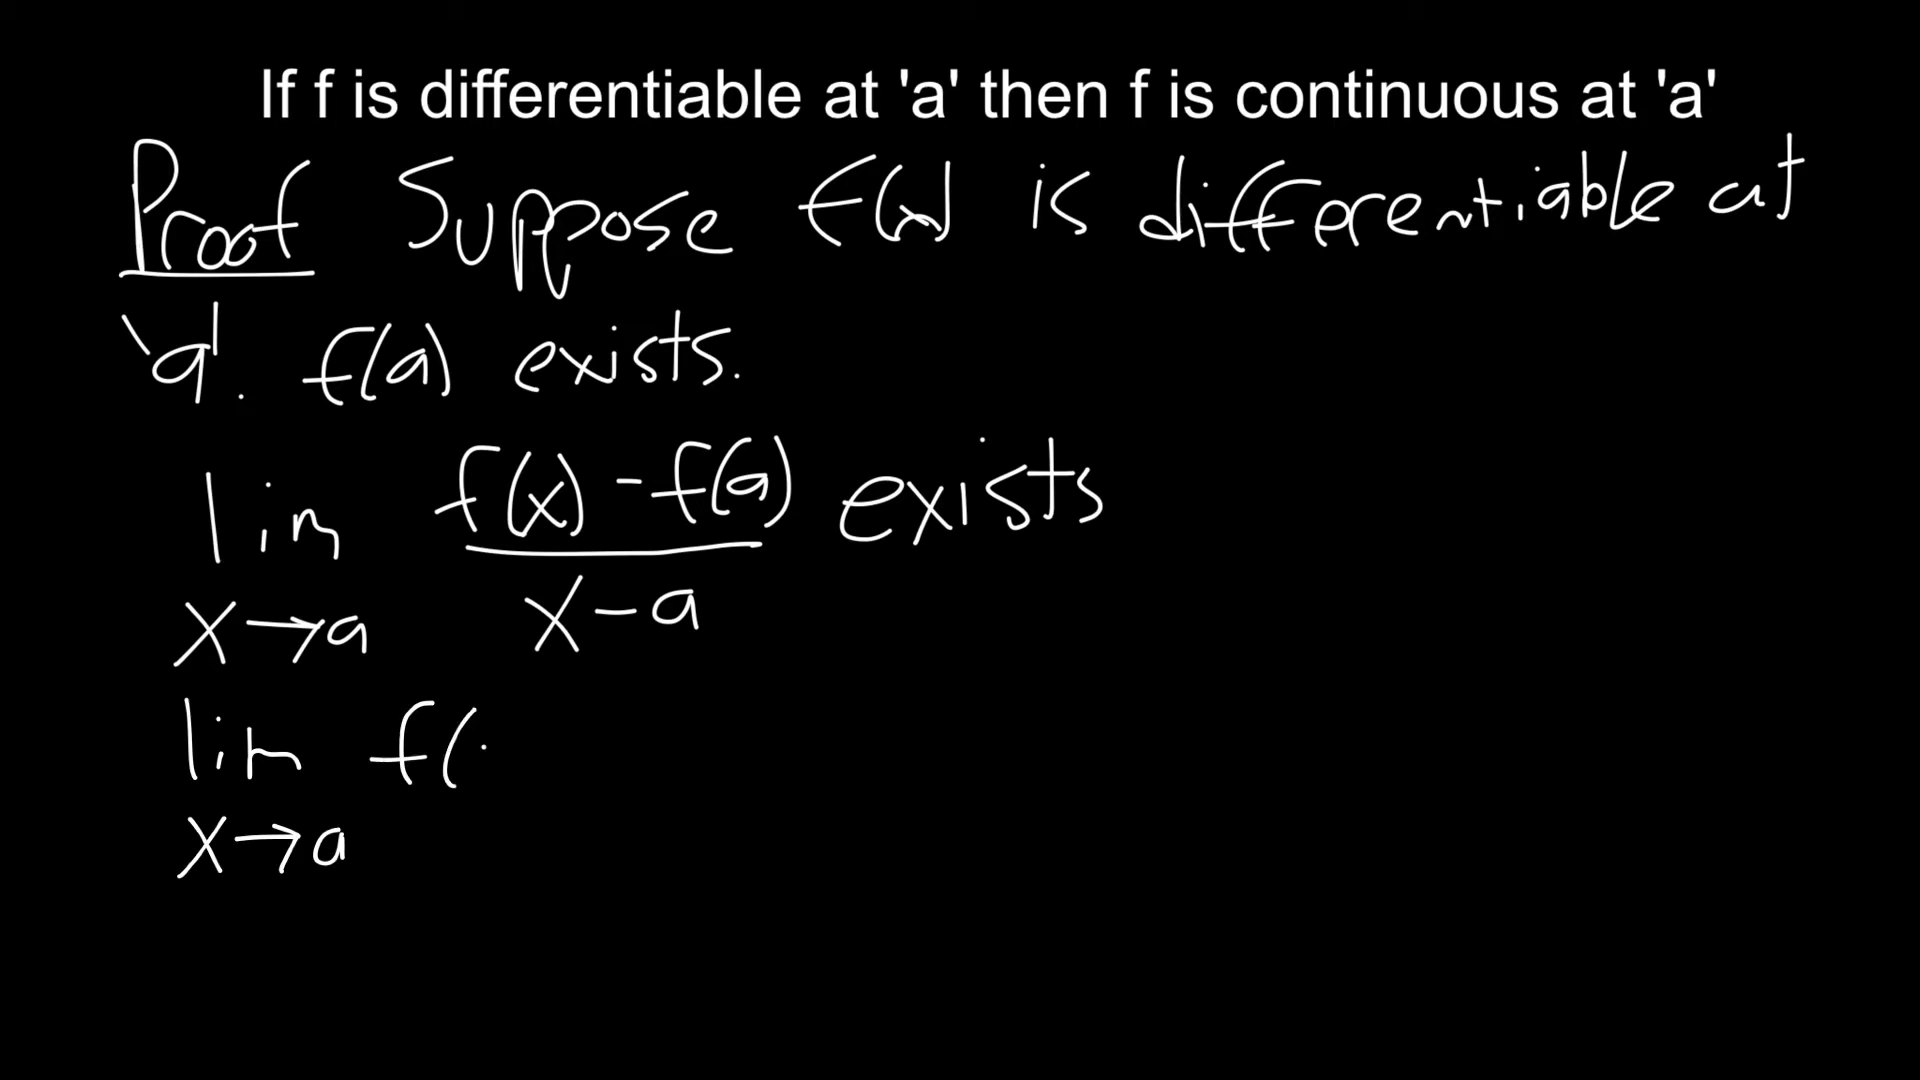 If f is differentiable at 'a' then f is continuous at 'a'
Proof Suppose f(x) is differentiable at
'a'. f(a) exists.
lim f(x) - f(a) exists
x→a x - a
lim f(
x→a